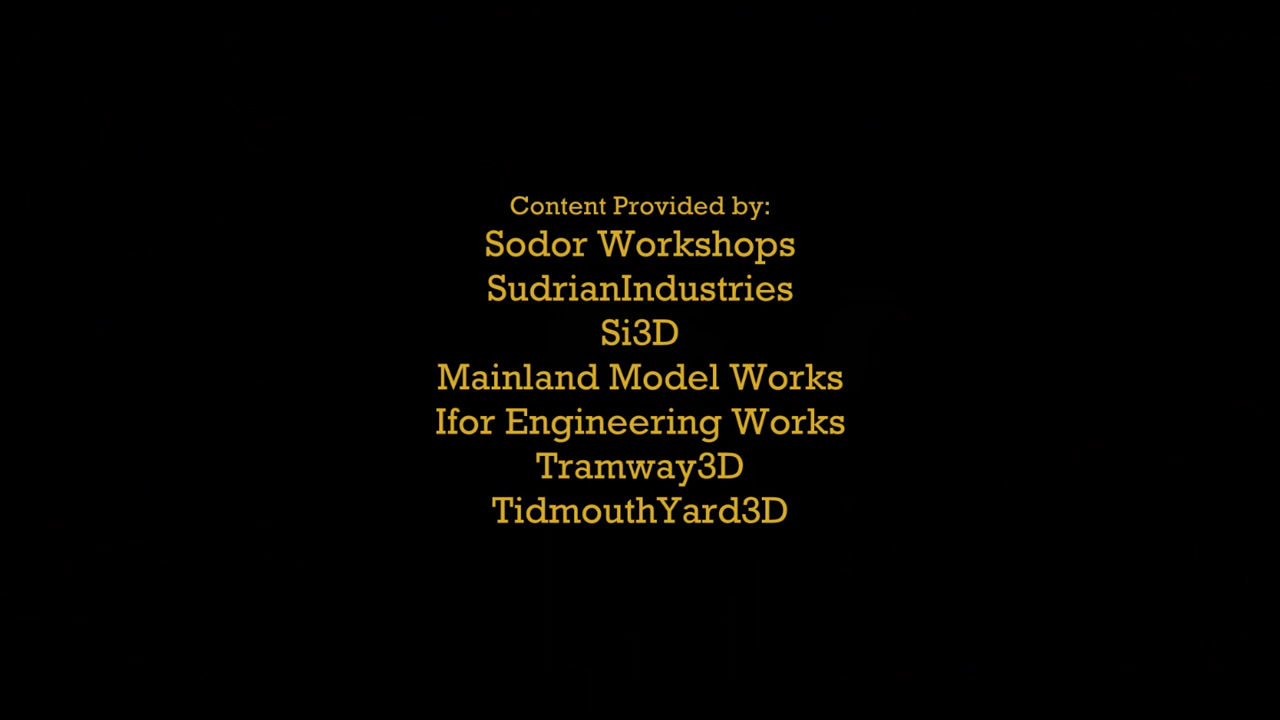 Content Provided by:
Sodor Workshops
SudrianIndustries
Si3D
Mainland Model Works
Ifor Engineering Works
Tramway3D
TidmouthYard3D